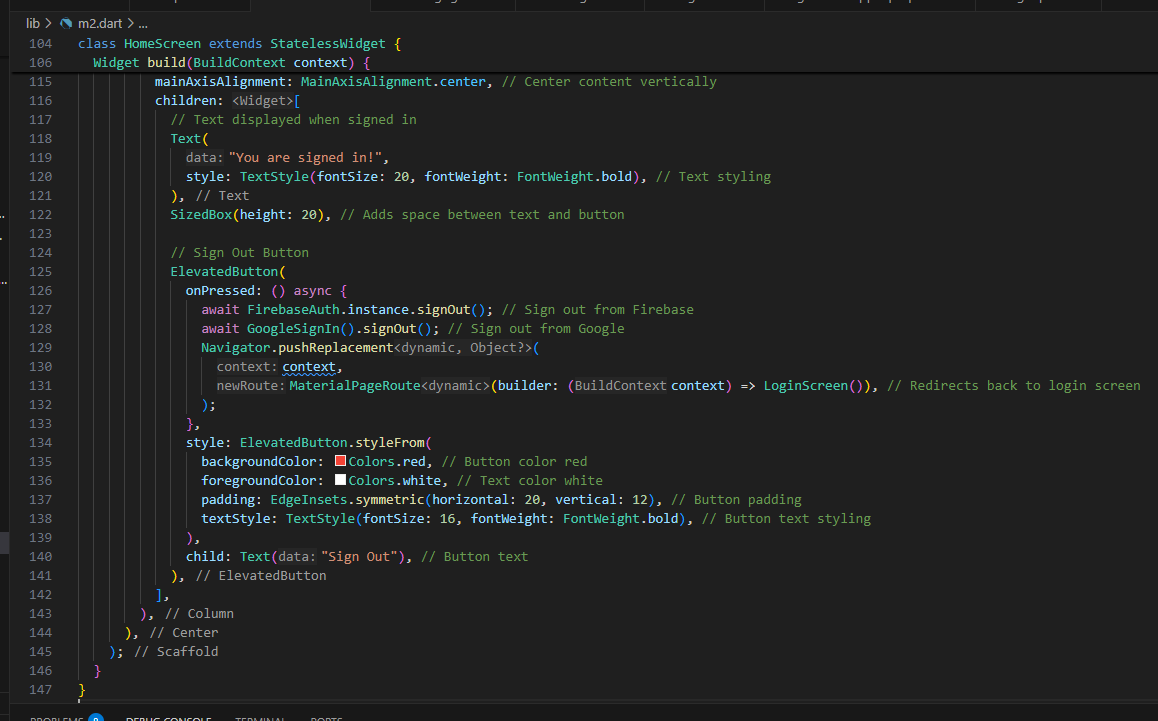 lib > m2.dart > ...
104 class HomeScreen extends StatelessWidget {
106 Widget build(BuildContext context) {
115 mainAxisAlignment: MainAxisAlignment.center, // Center content vertically
116 children: <Widget>[
117 // Text displayed when signed in
118 Text(
119 data: "You are signed in!",
120 style: TextStyle(fontSize: 20, fontWeight: FontWeight.bold), // Text styling
121 ), // Text
122 SizedBox(height: 20), // Adds space between text and button
123
124 // Sign Out Button
125 ElevatedButton(
126 onPressed: () async {
127 await FirebaseAuth.instance.signOut(); // Sign out from Firebase
128 await GoogleSignIn().signOut(); // Sign out from Google
129 Navigator.pushReplacement<dynamic, Object?>(
130 context: context,
131 newRoute: MaterialPageRoute<dynamic>(builder: (BuildContext context) => LoginScreen()), // Redirects back to login screen
132 );
133 },
134 style: ElevatedButton.styleFrom(
135 backgroundColor: Colors.red, // Button color red
136 foregroundColor: Colors.white, // Text color white
137 padding: EdgeInsets.symmetric(horizontal: 20, vertical: 12), // Button padding
138 textStyle: TextStyle(fontSize: 16, fontWeight: FontWeight.bold), // Button text styling
139 ),
140 child: Text(data: "Sign Out"), // Button text
141 ), // ElevatedButton
142 ],
143 ), // Column
144 ), // Center
145 ); // Scaffold
146 }
147 }
PROBLEMS DEBUG CONSOLE TERMINAL PORTS